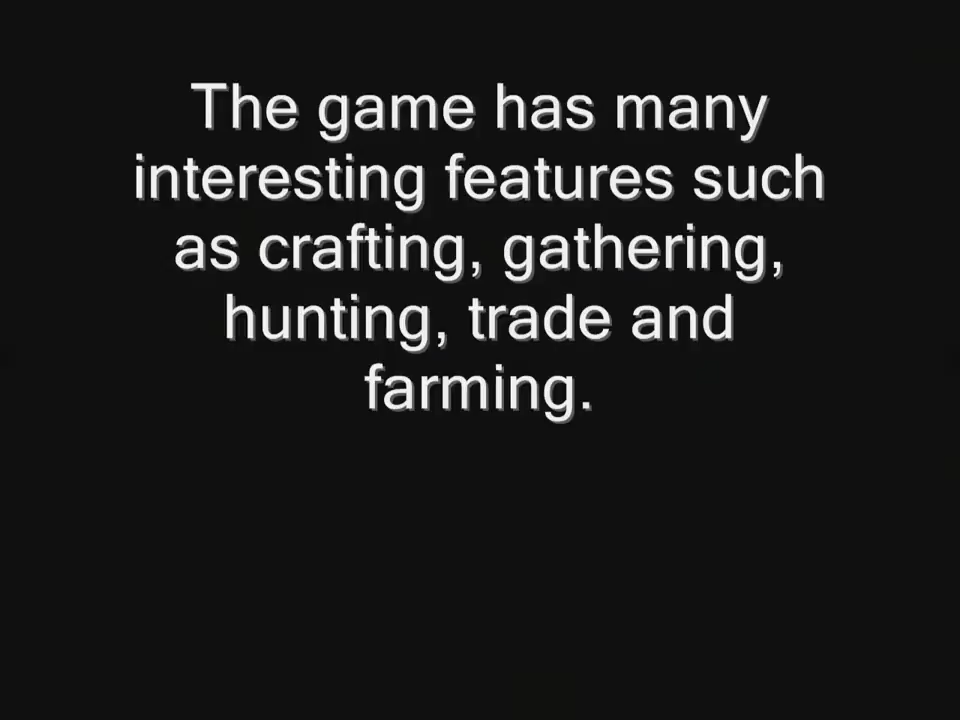 The game has many
interesting features such
as crafting, gathering,
hunting, trade and
farming.